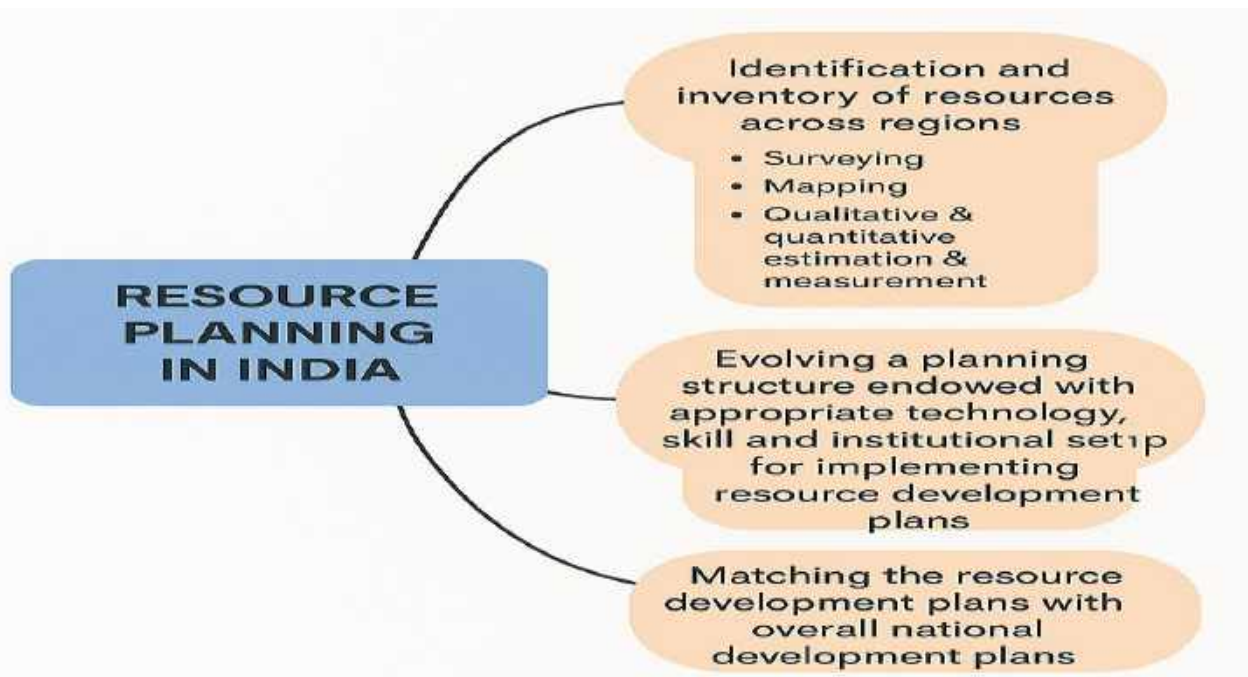 RESOURCE
PLANNING
IN INDIA
Identification and
inventory of resources
across regions
• Surveying
• Mapping
• Qualitative &
quantitative
estimation &
measurement
Evolving a planning
structure endowed with
appropriate technology,
skill and institutional set1p
for implementing
resource development
plans
Matching the resource
development plans with
overall national
development plans